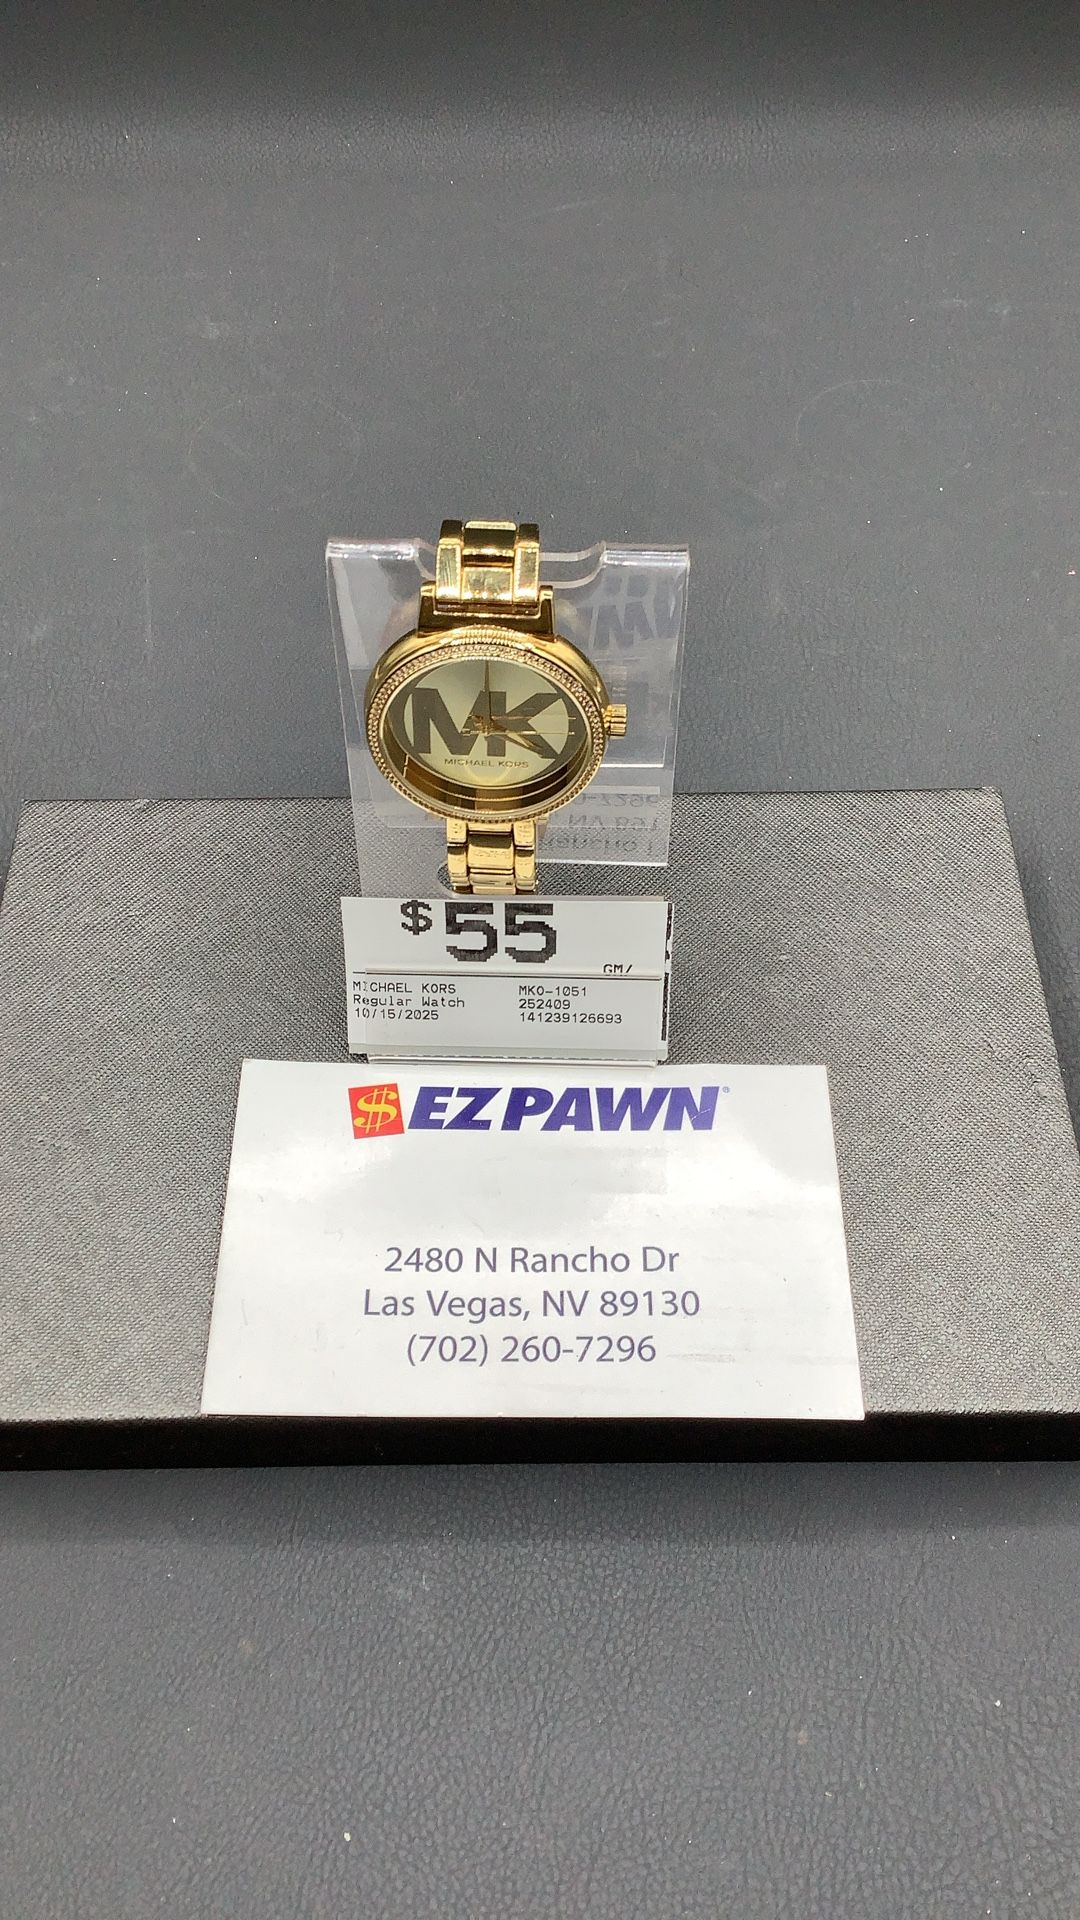 MK
MICHAEL KORS
$55
GM/
MICHAEL KORS MKO-1051
Regular Watch 252409
10/15/2025 141239126693
$EZPAWN®
2480 N Rancho Dr
Las Vegas, NV 89130
(702) 260-7296